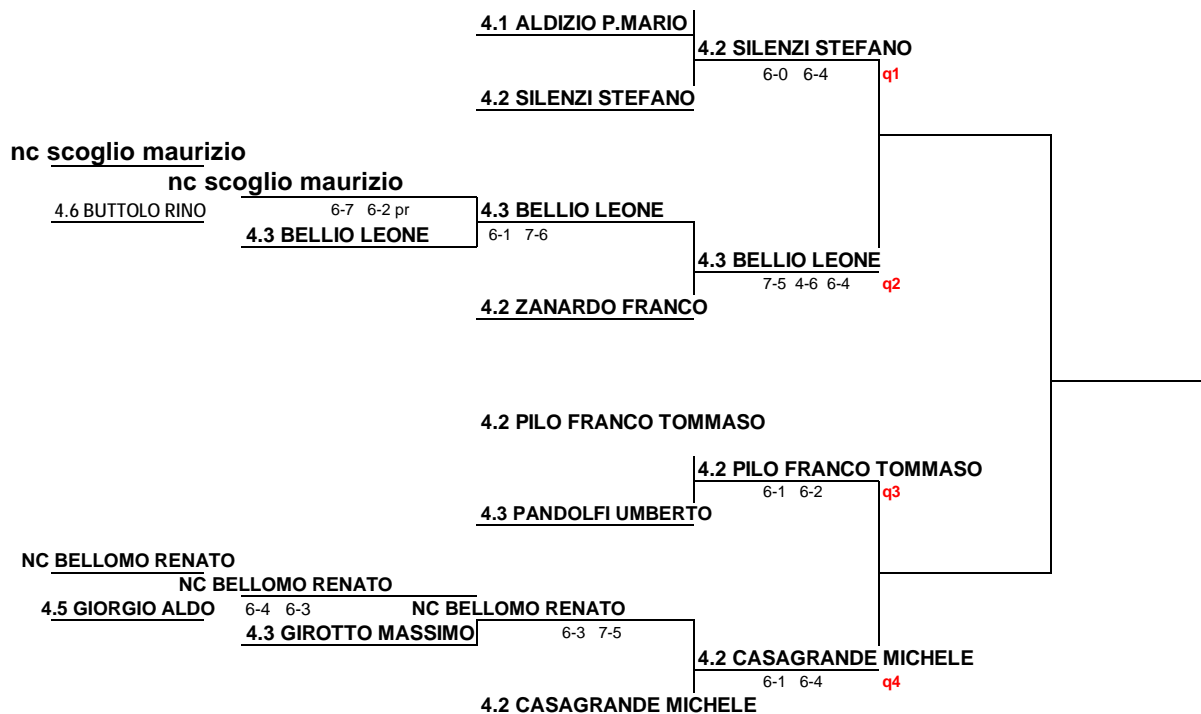 4.1 ALDIZIO P.MARIO
4.2 SILENZI STEFANO
6-0 6-4 q1
4.2 SILENZI STEFANO
nc scoglio maurizio
nc scoglio maurizio
4.6 BUTTOLO RINO
6-7 6-2 pr
4.3 BELLIO LEONE
4.3 BELLIO LEONE
6-1 7-6
4.3 BELLIO LEONE
7-5 4-6 6-4 q2
4.2 ZANARDO FRANCO
4.2 PILO FRANCO TOMMASO
4.2 PILO FRANCO TOMMASO
6-1 6-2 q3
4.3 PANDOLFI UMBERTO
NC BELLOMO RENATO
NC BELLOMO RENATO
4.5 GIORGIO ALDO
6-4 6-3
NC BELLOMO RENATO
4.3 GIROTTO MASSIMO
6-3 7-5
4.2 CASAGRANDE MICHELE
6-1 6-4 q4
4.2 CASAGRANDE MICHELE